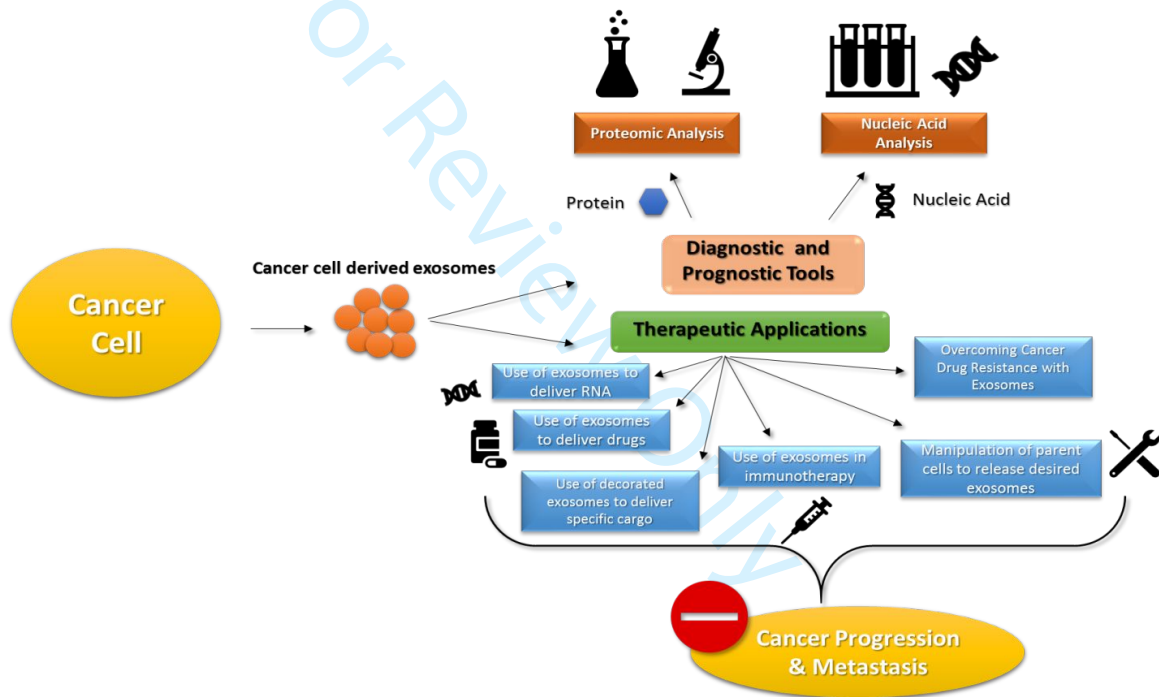 Proteomic Analysis
Nucleic Acid
Analysis
Protein
Nucleic Acid
Diagnostic and
Prognostic Tools
Cancer cell derived exosomes
Cancer
Cell
Therapeutic Applications
Overcoming Cancer
Drug Resistance with
Exosomes
Use of exosomes to
deliver RNA
Use of exosomes
to deliver drugs
Use of exosomes in
immunotherapy
Manipulation of parent
cells to release desired
exosomes
Use of decorated
exosomes to deliver
specific cargo
Cancer Progression
& Metastasis
or Review Only